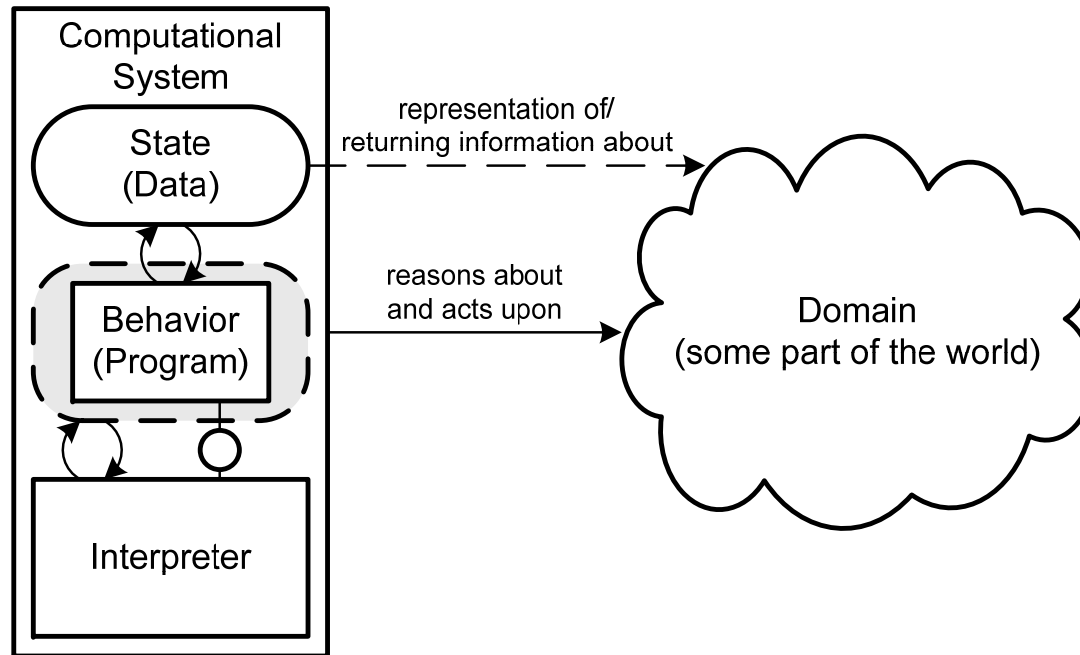 Computational
System
State
(Data)
representation of/
returning information about
Behavior
(Program)
reasons about
and acts upon
Domain
(some part of the world)
Interpreter